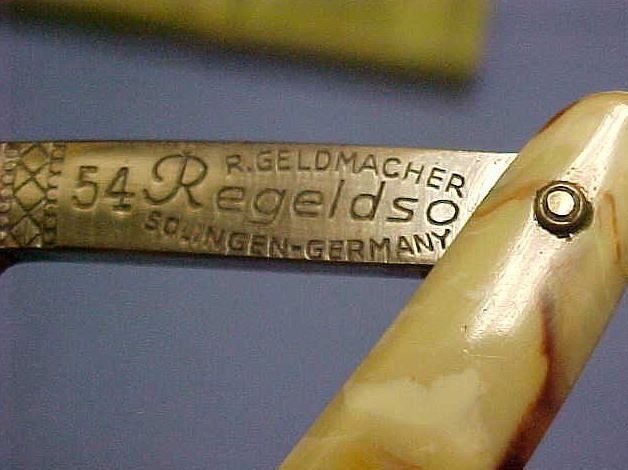 R. GELDMACHER
54 Regeldso
SOLINGEN-GERMANY